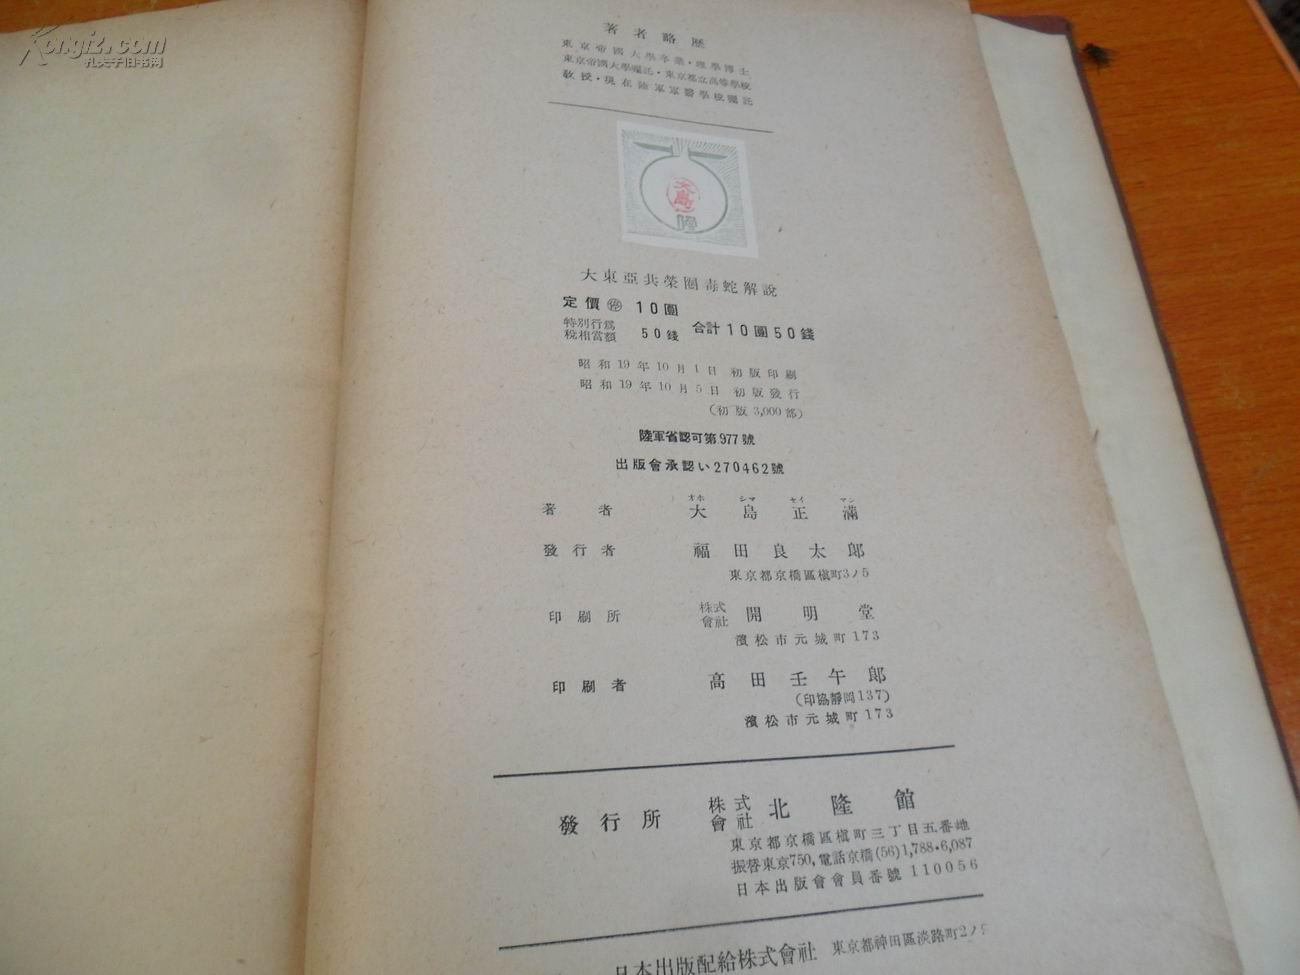 Kongfz.com
孔夫子旧书网
著者略歴
東京帝國大學卒業・理學博士
東京帝國大學囑託・東京都立高等學校
教授・現在陸軍軍醫學校囑託
大島
隆
大東亞共榮圈毒蛇解說
定價 停 10圓
特別行爲稅相當額 50錢 合計10圓50錢
昭和19年10月1日 初版印刷
昭和19年10月5日 初版發行
(初版3,000部)
陸軍省認可第977號
出版會承認い270462號
オホ シマ セイ マン
著者 大島正滿
發行者 福田良太郎
東京都京橋區槇町3ノ5
印刷所 株式會社 開明堂
濱松市元城町173
印刷者 高田壬午郎
(印協靜岡137)
濱松市元城町173
發行所 株式會社 北隆館
東京都京橋區槇町三丁目五番地
振替東京750,電話京橋(56)1,788・6,087
日本出版會會員番號110056
日本出版配給株式會社 東京都神田區淡路町2ノ9